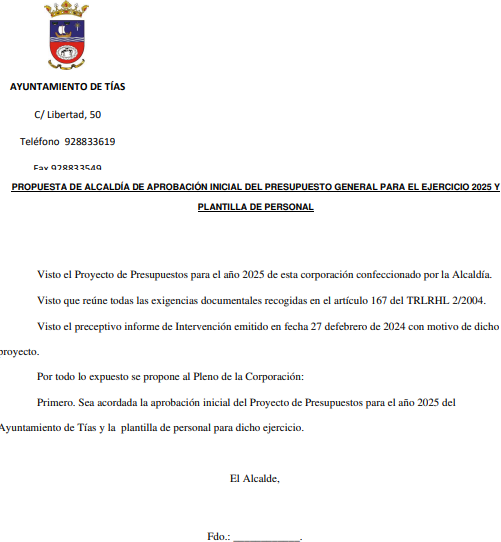 AYUNTAMIENTO DE TÍAS
C/ Libertad, 50
Teléfono 928833619
Fax 928833549
PROPUESTA DE ALCALDÍA DE APROBACIÓN INICIAL DEL PRESUPUESTO GENERAL PARA EL EJERCICIO 2025 Y
PLANTILLA DE PERSONAL
Visto el Proyecto de Presupuestos para el año 2025 de esta corporación confeccionado por la Alcaldía.
Visto que reúne todas las exigencias documentales recogidas en el artículo 167 del TRLRHL 2/2004.
Visto el preceptivo informe de Intervención emitido en fecha 27 defebrero de 2024 con motivo de dicho
proyecto.
Por todo lo expuesto se propone al Pleno de la Corporación:
Primero. Sea acordada la aprobación inicial del Proyecto de Presupuestos para el año 2025 del
Ayuntamiento de Tías y la plantilla de personal para dicho ejercicio.
El Alcalde,
Fdo.: ____________.